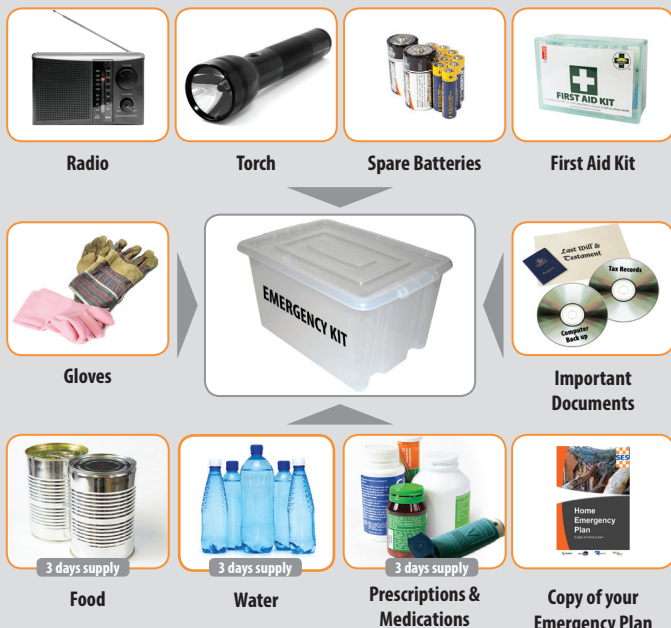 FIRST AID KIT
Radio
Torch
Spare Batteries
First Aid Kit
EMERGENCY KIT
Last Will &
Testament
Tax Records
Computer
Back up
Gloves
Important
Documents
SES
Home
Emergency
Plan
3 days supply
3 days supply
3 days supply
Food
Water
Prescriptions &
Medications
Copy of your
Emergency Plan